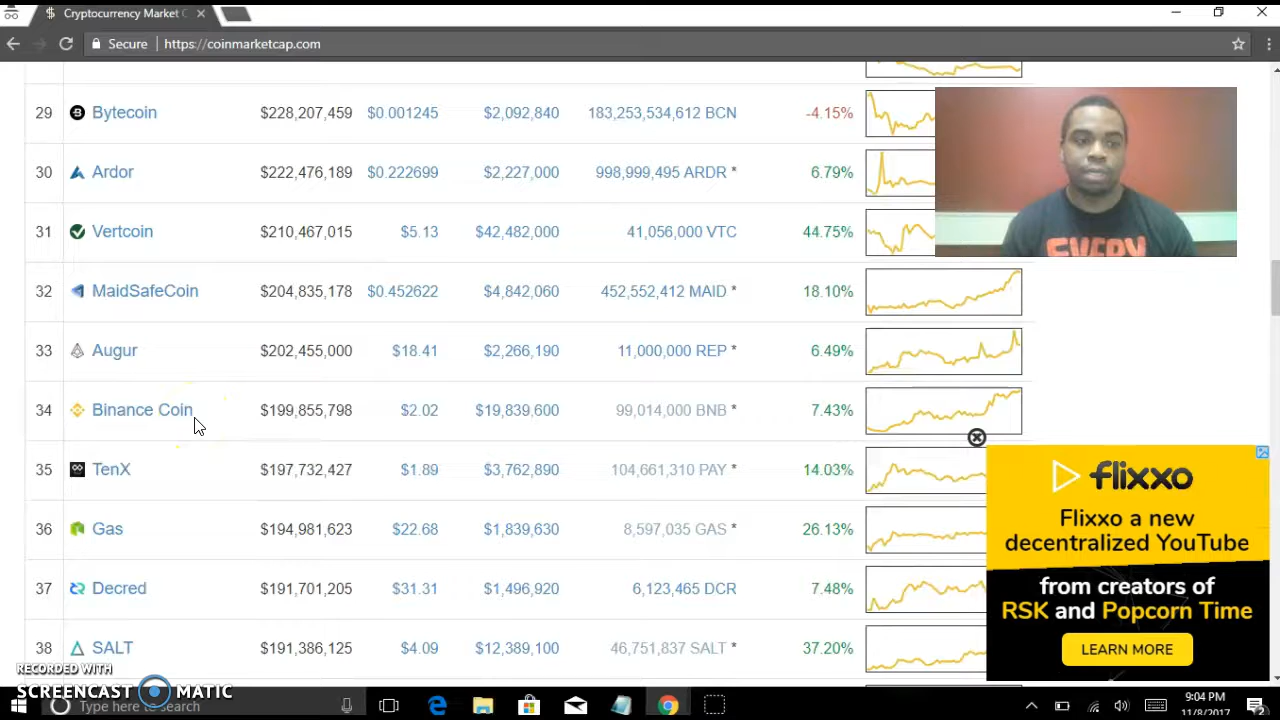 Cryptocurrency Market C
Secure https://coinmarketcap.com
29 Bytecoin $228,207,459 $0.001245 $2,092,840 183,253,534,612 BCN -4.15%
30 Ardor $222,476,189 $0.222699 $2,227,000 998,999,495 ARDR * 6.79%
31 Vertcoin $210,467,015 $5.13 $42,482,000 41,056,000 VTC 44.75%
32 MaidSafeCoin $204,835,178 $0.452622 $4,842,060 452,552,412 MAID * 18.10%
33 Augur $202,455,000 $18.41 $2,266,190 11,000,000 REP * 6.49%
34 Binance Coin $199,855,798 $2.02 $19,839,600 99,014,000 BNB * 7.43%
35 TenX $197,732,427 $1.89 $3,762,890 104,661,310 PAY * 14.03%
36 Gas $194,981,623 $22.68 $1,839,630 8,597,035 GAS * 26.13%
37 Decred $191,701,205 $31.31 $1,496,920 6,123,465 DCR 7.48%
38 SALT $191,386,125 $4.09 $12,389,100 46,751,837 SALT * 37.20%
EVERY
flixxo
Flixxo a new
decentralized YouTube
from creators of
RSK and Popcorn Time
LEARN MORE
RECORDED WITH
SCREENCAST MATIC
Type here to search
9:04 PM
11/8/2017
2